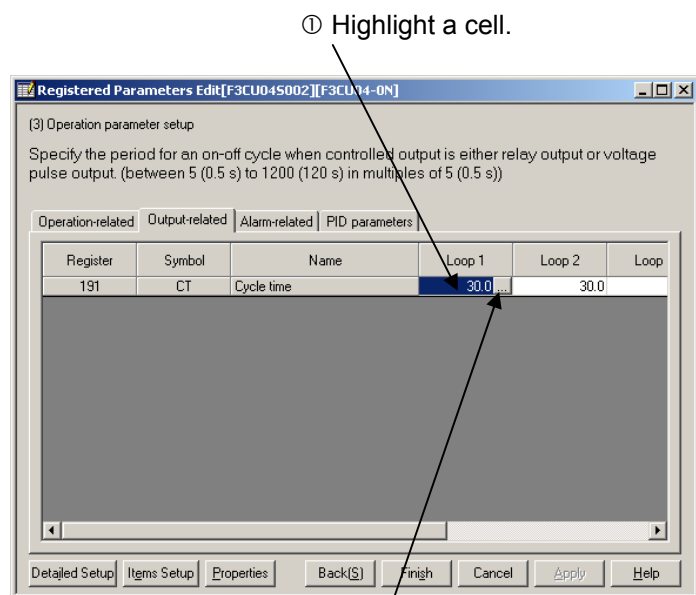 ① Highlight a cell.
Registered Parameters Edit[F3CU04S002][F3CU04-0N]
(3) Operation parameter setup
Specify the period for an on-off cycle when controlled output is either relay output or voltage
pulse output. (between 5 (0.5 s) to 1200 (120 s) in multiples of 5 (0.5 s))
Operation-related Output-related Alarm-related PID parameters
Register Symbol Name Loop 1 Loop 2 Loop
191 CT Cycle time 30.0 ... 30.0
Detailed Setup Items Setup Properties Back(S) Finish Cancel Apply Help